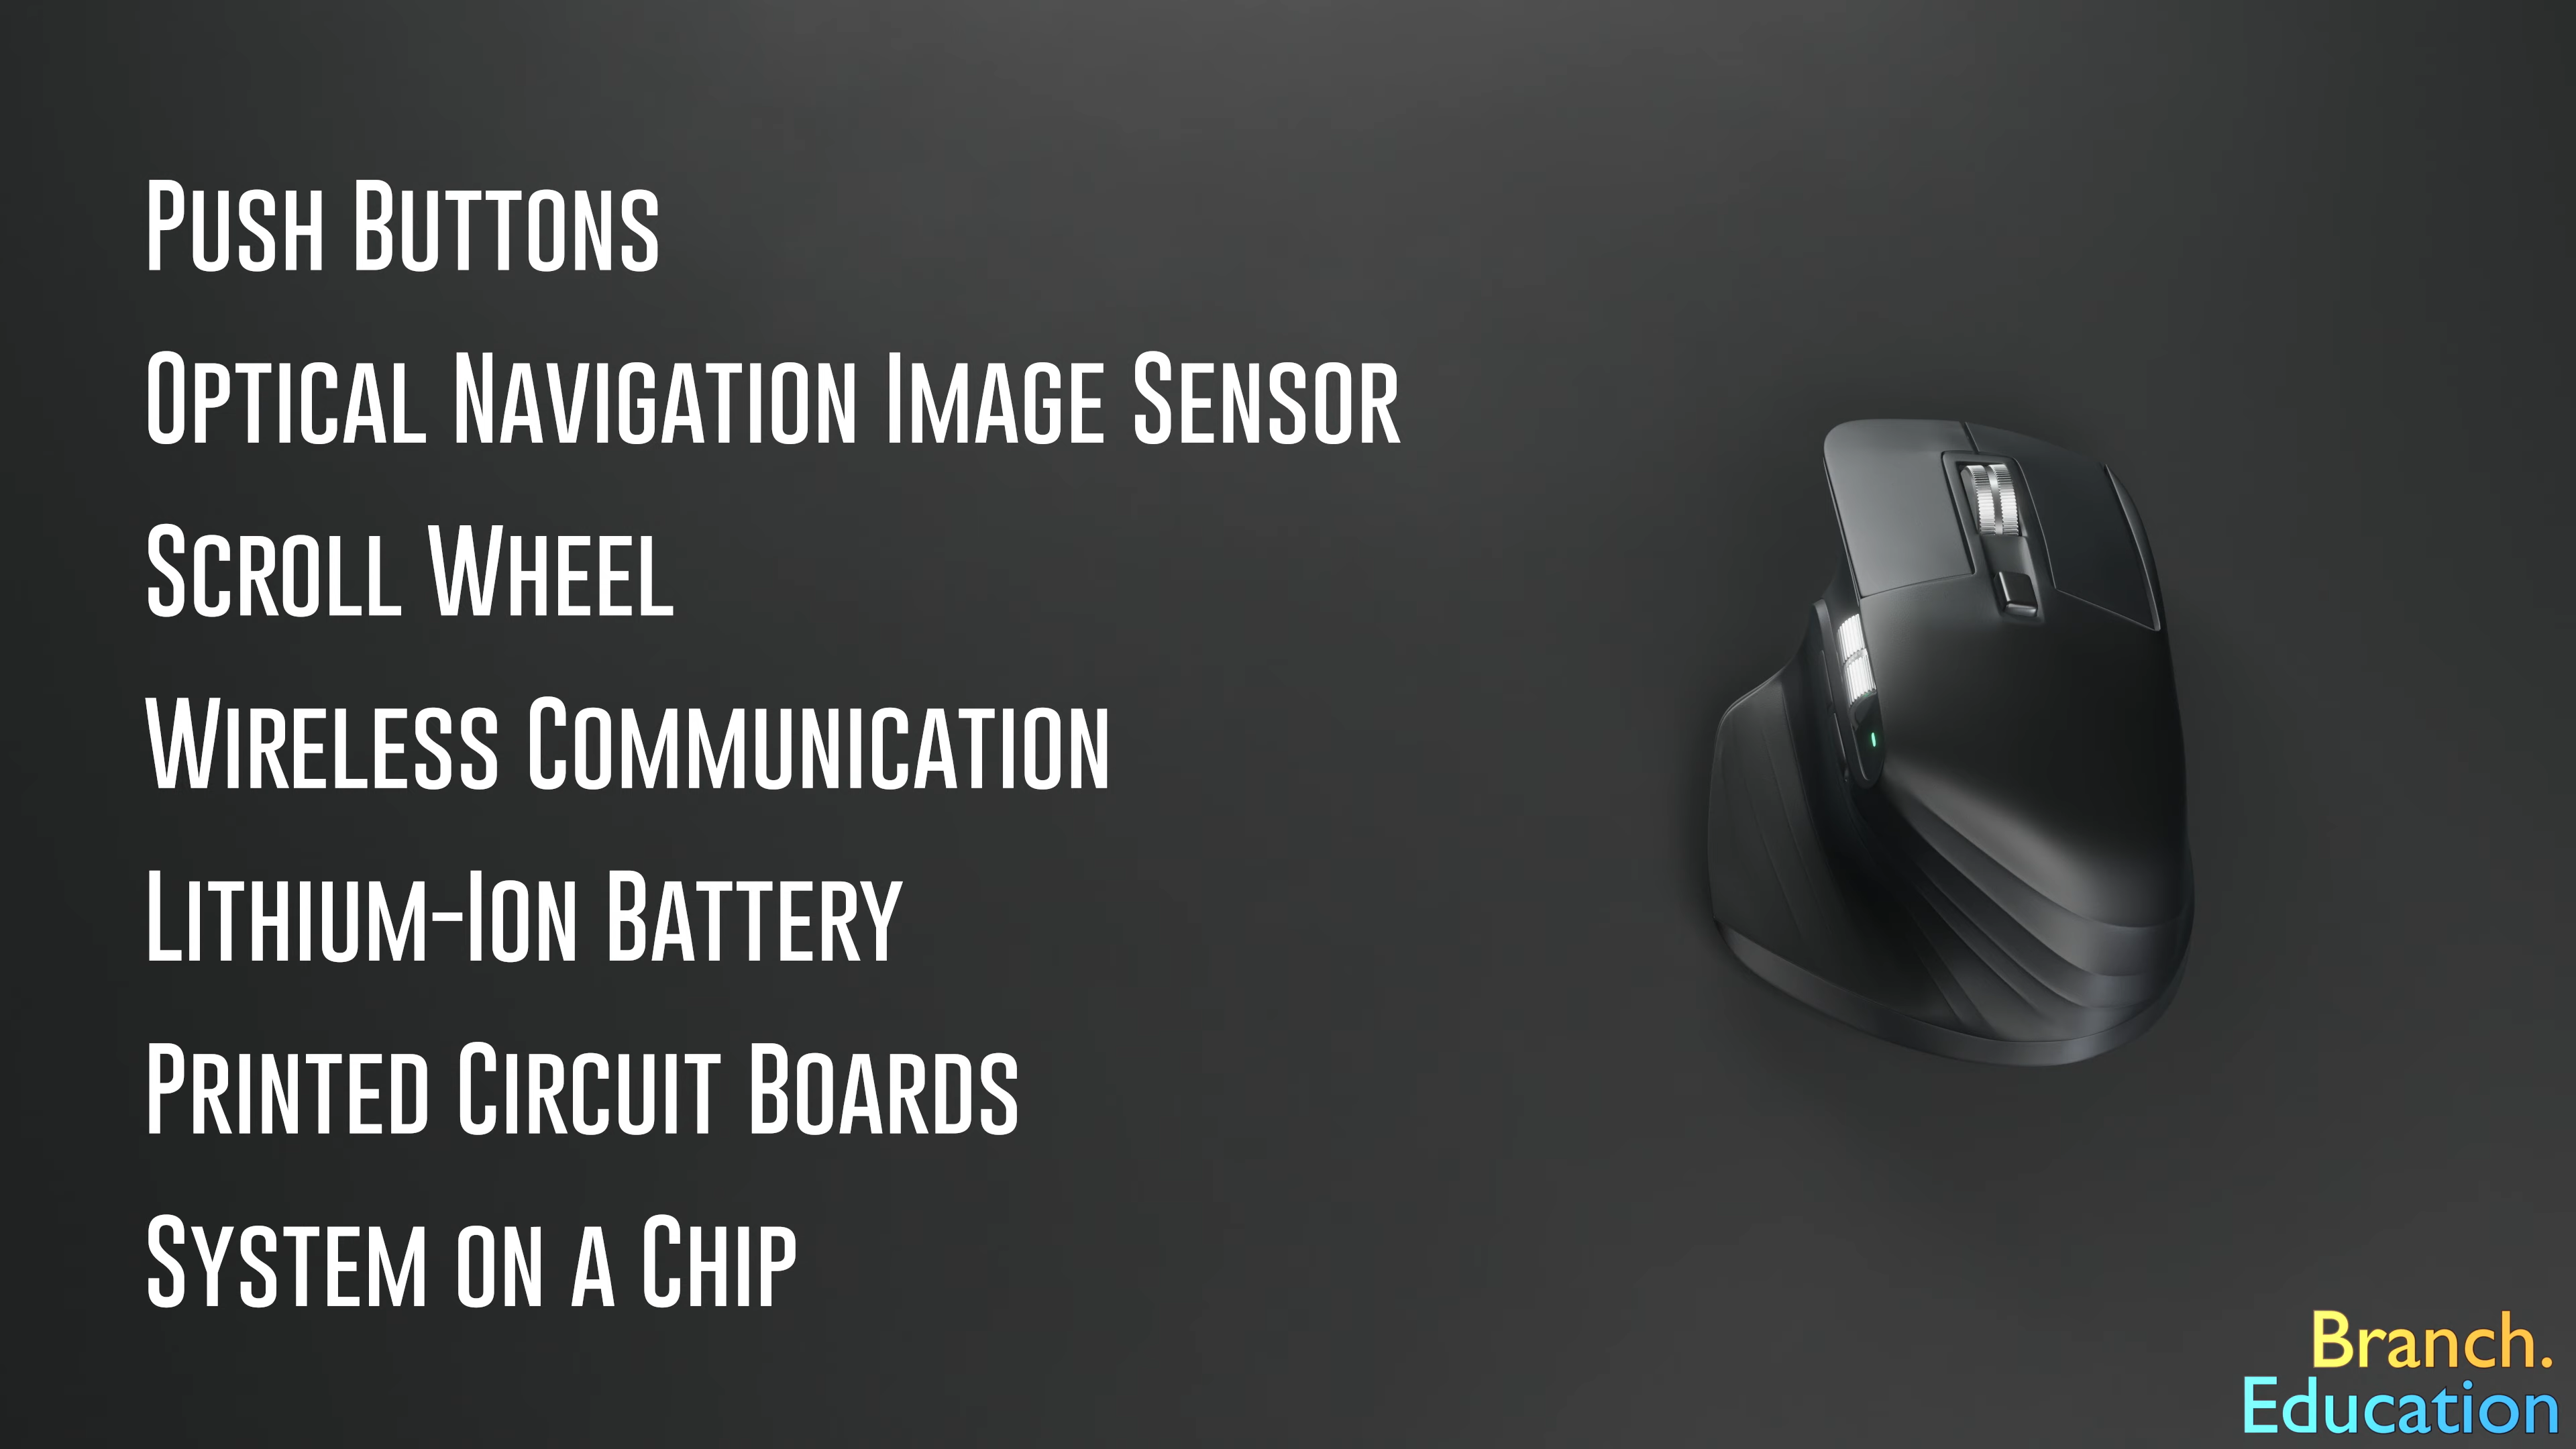 Push Buttons
Optical Navigation Image Sensor
Scroll Wheel
Wireless Communication
Lithium-Ion Battery
Printed Circuit Boards
System on a Chip
Branch.
Education